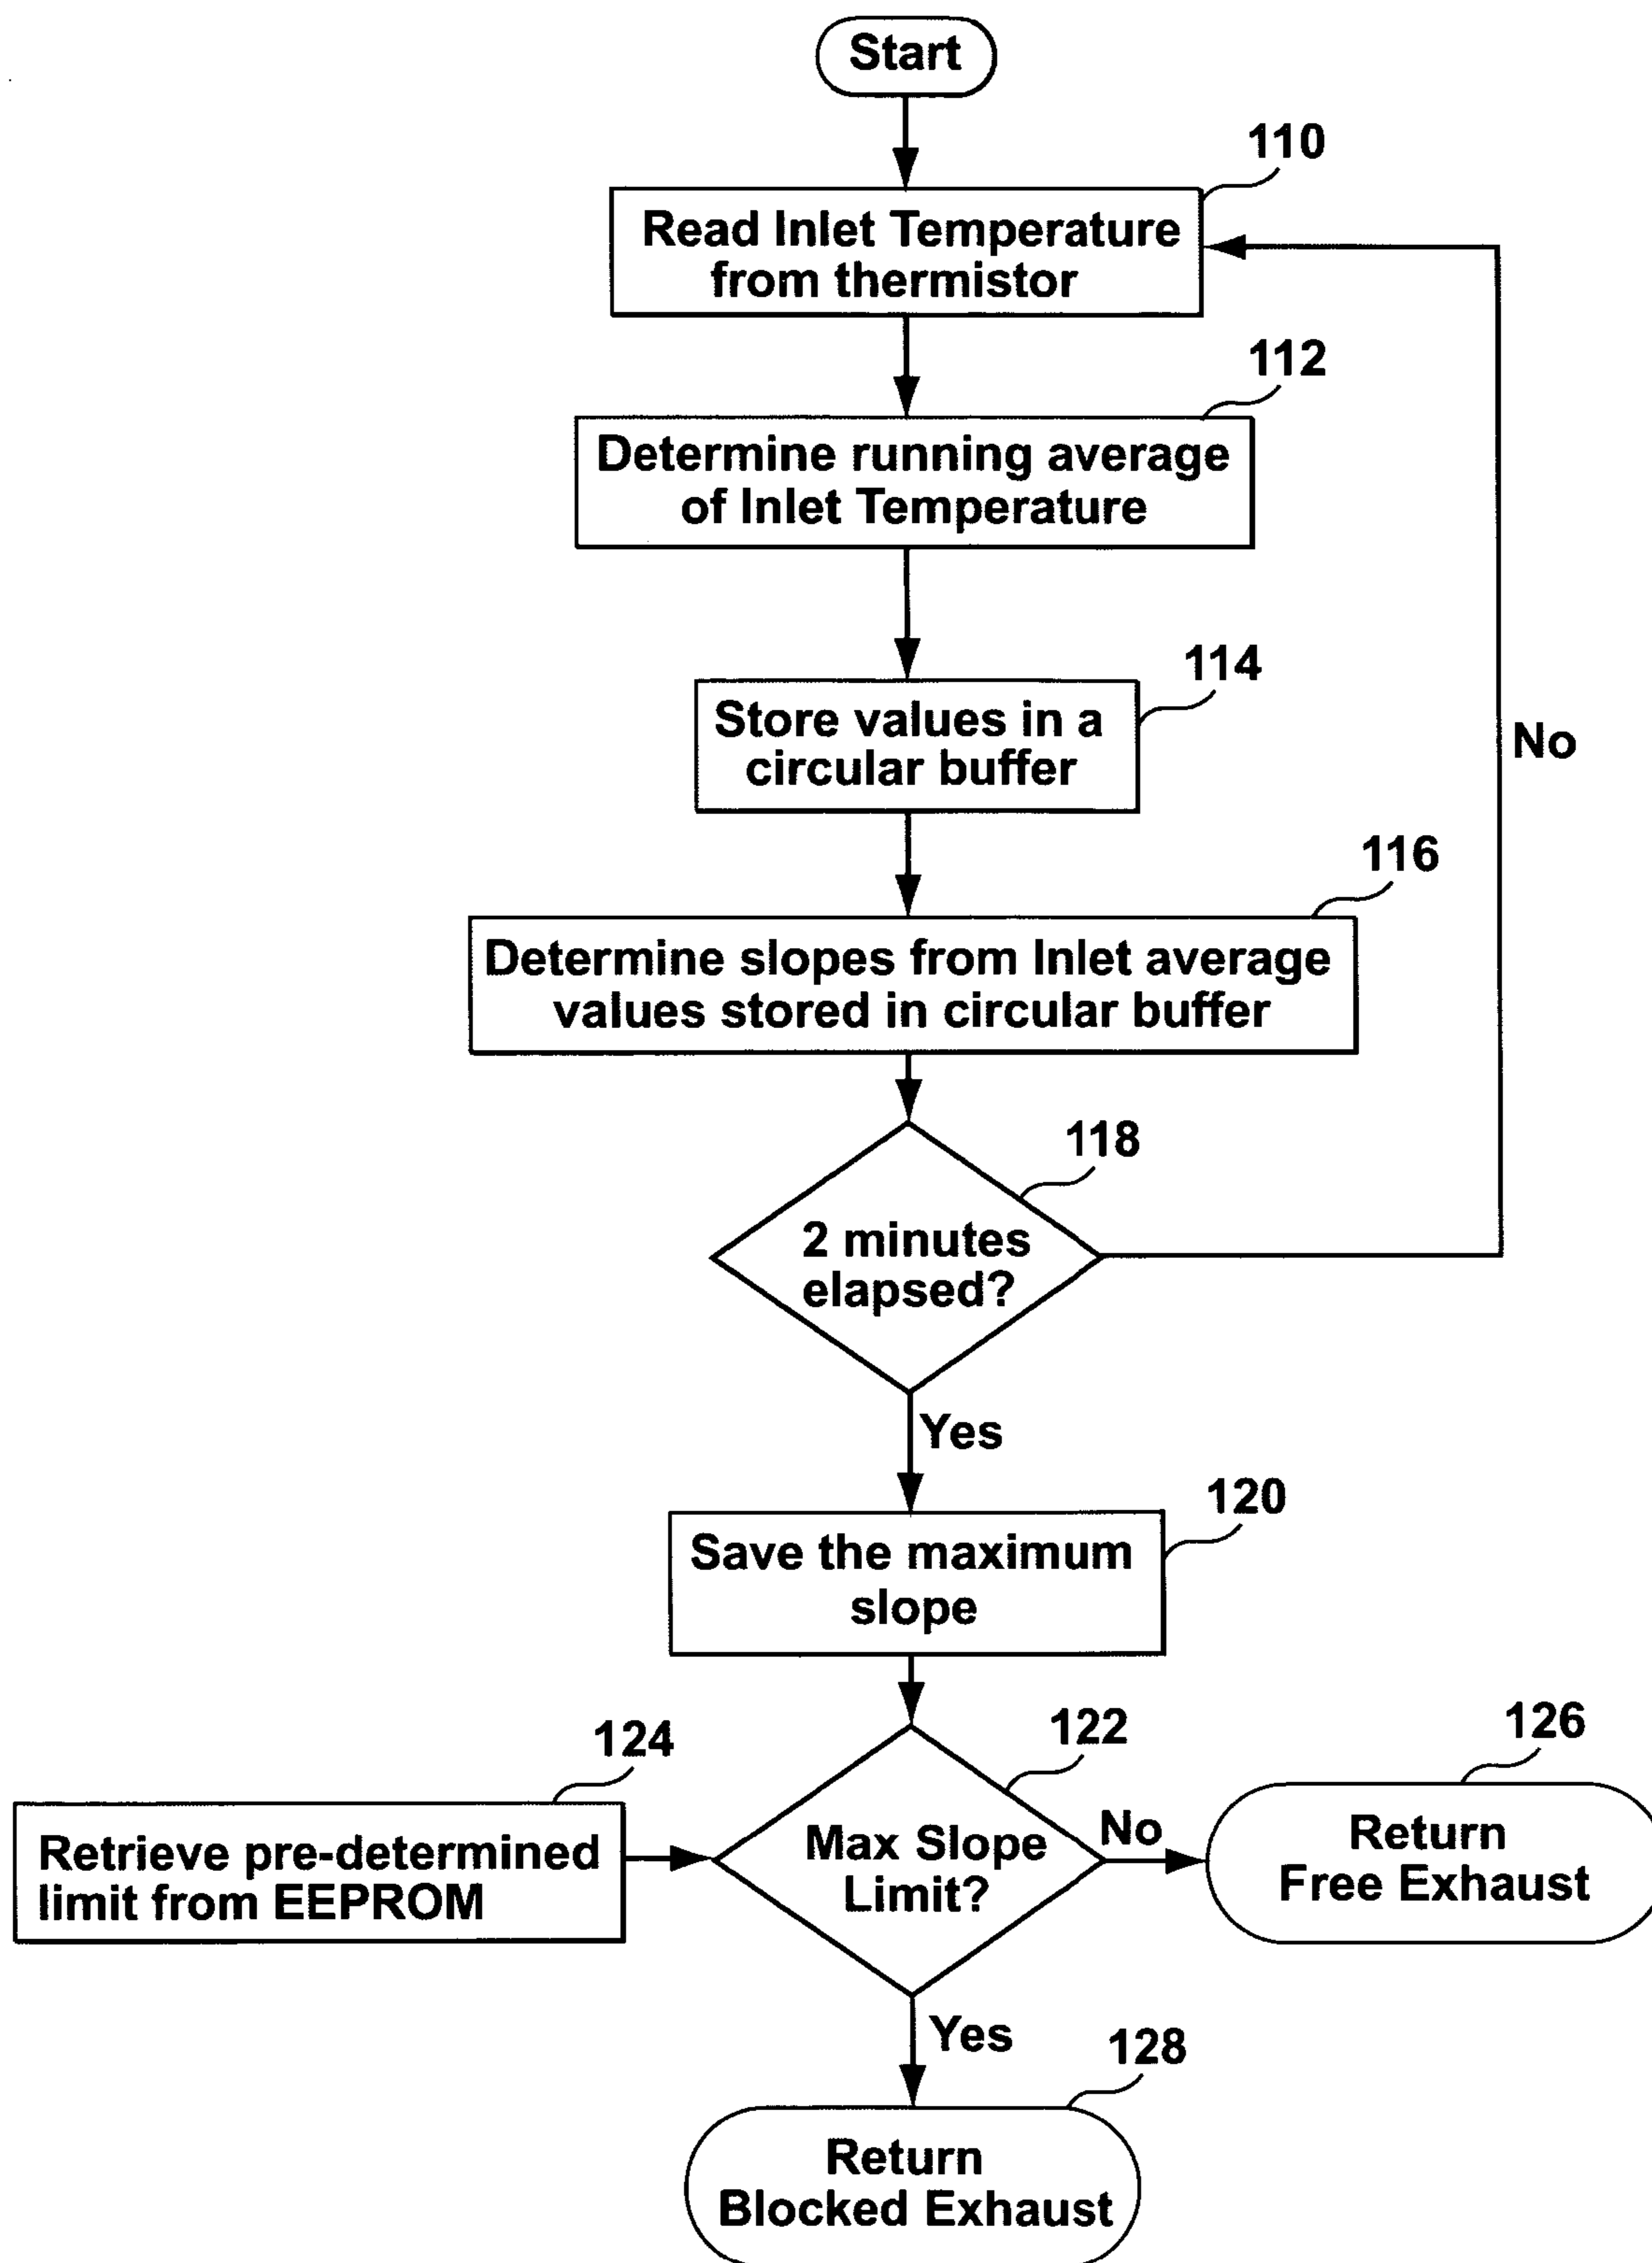 Start
110
Read Inlet Temperature
from thermistor
112
Determine running average
of Inlet Temperature
114
Store values in a
circular buffer
No
116
Determine slopes from Inlet average
values stored in circular buffer
118
2 minutes
elapsed?
Yes
120
Save the maximum
slope
124
Retrieve pre-determined
limit from EEPROM
122
Max Slope
Limit?
No
126
Return
Free Exhaust
Yes
128
Return
Blocked Exhaust